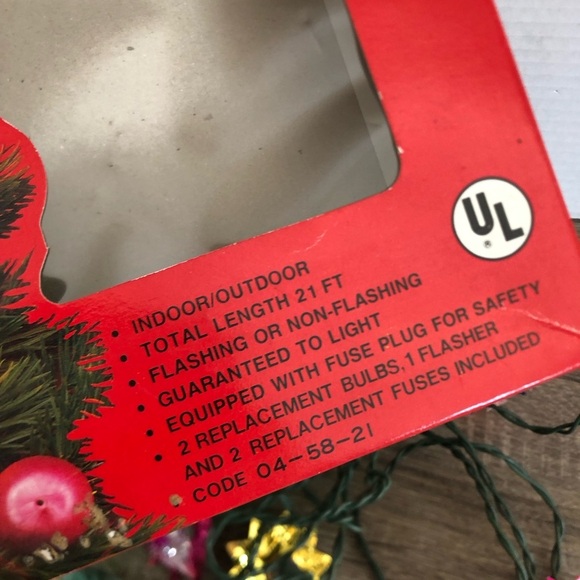 UL
®
• INDOOR/OUTDOOR
• TOTAL LENGTH 21 FT
• FLASHING OR NON-FLASHING
• GUARANTEED TO LIGHT
• EQUIPPED WITH FUSE PLUG FOR SAFETY
• 2 REPLACEMENT BULBS, 1 FLASHER
AND 2 REPLACEMENT FUSES INCLUDED
• CODE 04-58-21